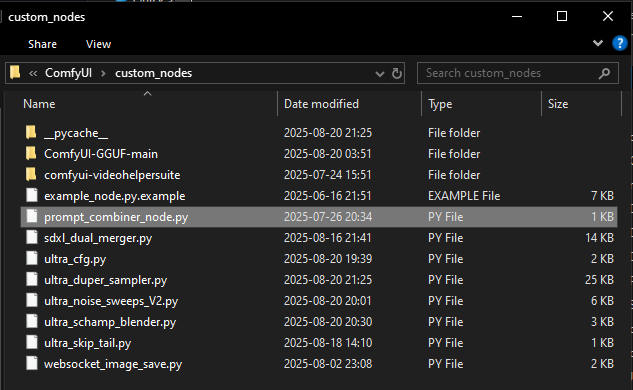 custom_nodes
Share View
« ComfyUI > custom_nodes Search custom_nodes
Name Date modified Type Size
__pycache__ 2025-08-20 21:25 File folder
ComfyUI-GGUF-main 2025-08-20 03:51 File folder
comfyui-videohelpersuite 2025-07-24 15:51 File folder
example_node.py.example 2025-06-16 21:51 EXAMPLE File 7 KB
prompt_combiner_node.py 2025-07-26 20:34 PY File 1 KB
sdxl_dual_merger.py 2025-08-16 21:41 PY File 14 KB
ultra_cfg.py 2025-08-20 19:39 PY File 2 KB
ultra_duper_sampler.py 2025-08-20 21:25 PY File 25 KB
ultra_noise_sweeps_V2.py 2025-08-20 20:01 PY File 6 KB
ultra_schamp_blender.py 2025-08-20 20:30 PY File 3 KB
ultra_skip_tail.py 2025-08-18 14:10 PY File 1 KB
websocket_image_save.py 2025-08-02 23:08 PY File 2 KB